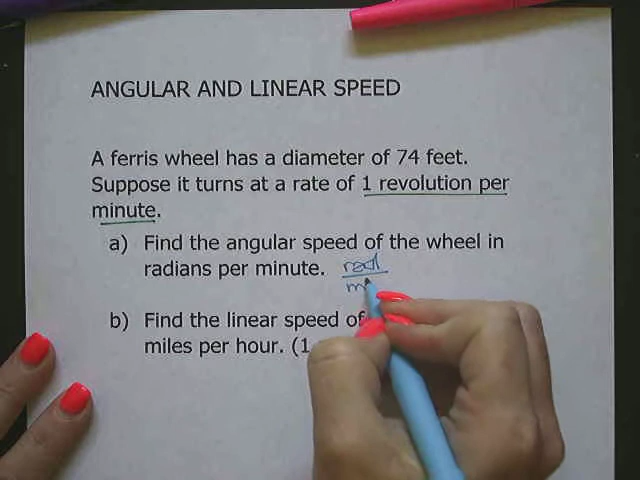 ANGULAR AND LINEAR SPEED
A ferris wheel has a diameter of 74 feet.
Suppose it turns at a rate of 1 revolution per
minute.
a) Find the angular speed of the wheel in
radians per minute. rad
m
b) Find the linear speed of
miles per hour. (1